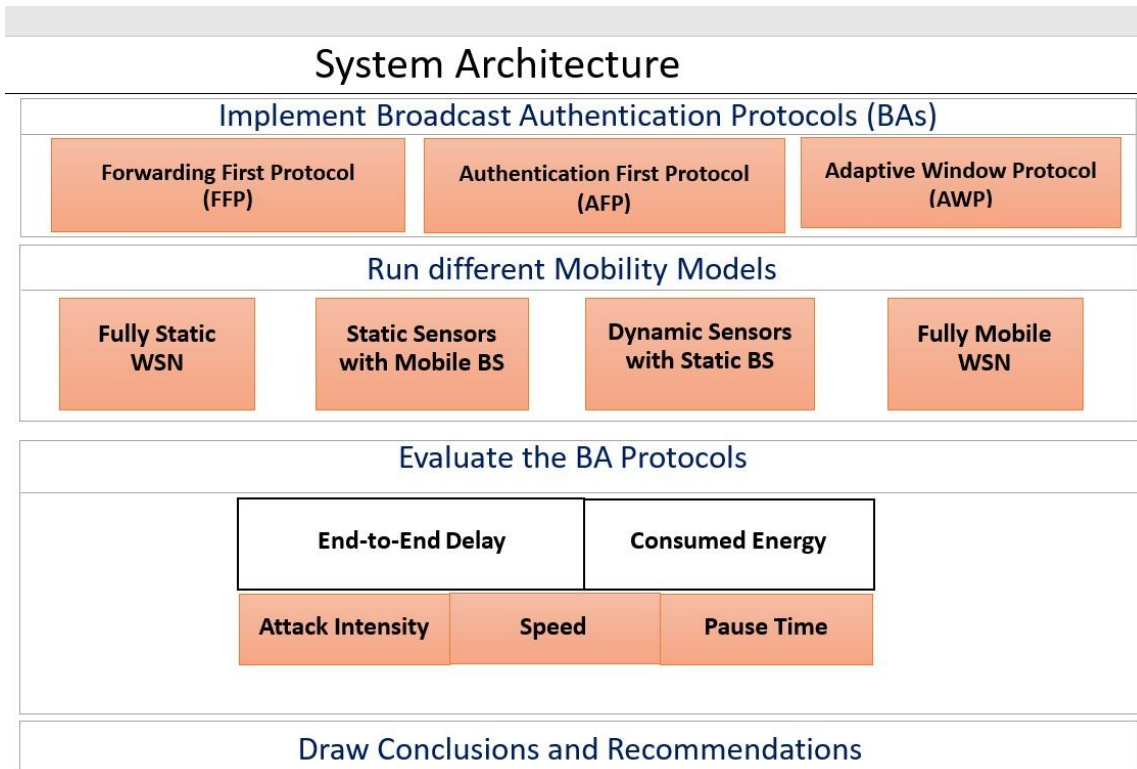 System Architecture
Implement Broadcast Authentication Protocols (BAs)
Forwarding First Protocol
(FFP)
Authentication First Protocol
(AFP)
Adaptive Window Protocol
(AWP)
Run different Mobility Models
Fully Static
WSN
Static Sensors
with Mobile BS
Dynamic Sensors
with Static BS
Fully Mobile
WSN
Evaluate the BA Protocols
End-to-End Delay
Consumed Energy
Attack Intensity
Speed
Pause Time
Draw Conclusions and Recommendations